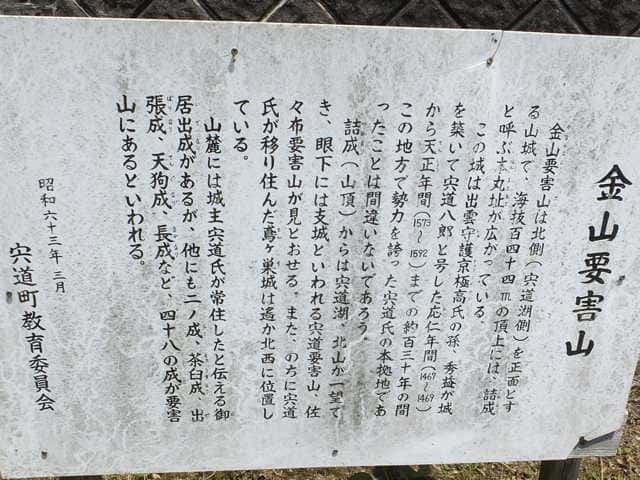 金山要害山
金山要害山は北側(宍道湖側)を正面とす
る山城で、海抜百四十四mの頂上には、詰成
と呼ぶ本丸址が広がっている。
この城は出雲守護京極高氏の孫、秀益が城
を築いて宍道八郎と号した応仁年間(1467~1469)
から天正年間(1573~1592)までの約百三十年の間
この地方で勢力を誇った宍道氏の本拠地であ
ったことは間違いないであろう。
詰成(山頂)からは宍道湖、北山が一望で
き、眼下には支城といわれる宍道要害山、佐
々布要害山が見とおせる。また、のちに宍道
氏が移り住んだ鳶ヶ巣城は遙か北西に位置し
ている。
山麓には城主宍道氏が常住したと伝える御
居出成があるが、他にも二ノ成、茶臼成、出
張成、天狗成、長成など、四十八の成が要害
山にあるといわれる。
昭和六十三年三月
宍道町教育委員会